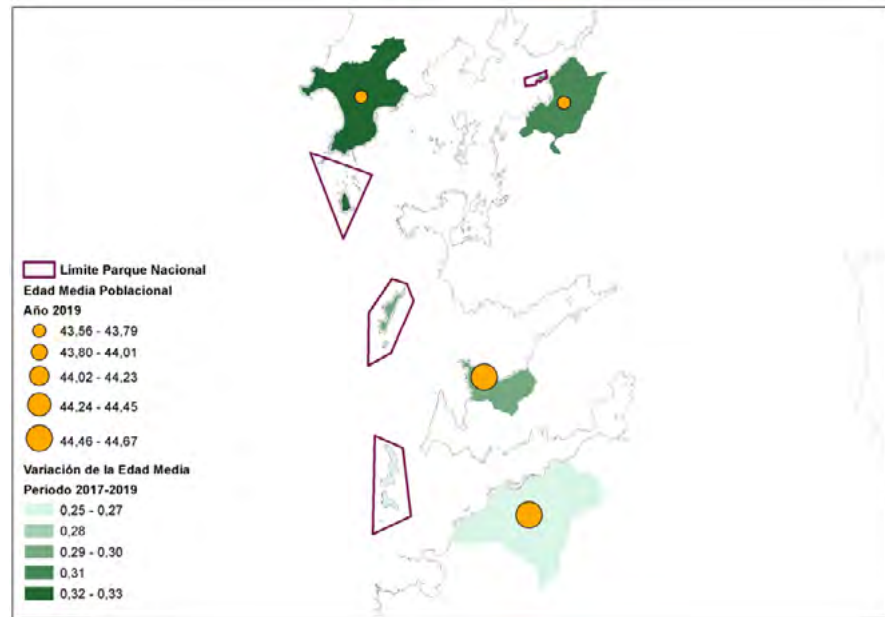 Límite Parque Nacional
Edad Media Poblacional
Año 2019
43,56 - 43,79
43,80 - 44,01
44,02 - 44,23
44,24 - 44,45
44,46 - 44,67
Variación de la Edad Media
Periodo 2017-2019
0,25 - 0,27
0,28
0,29 - 0,30
0,31
0,32 - 0,33